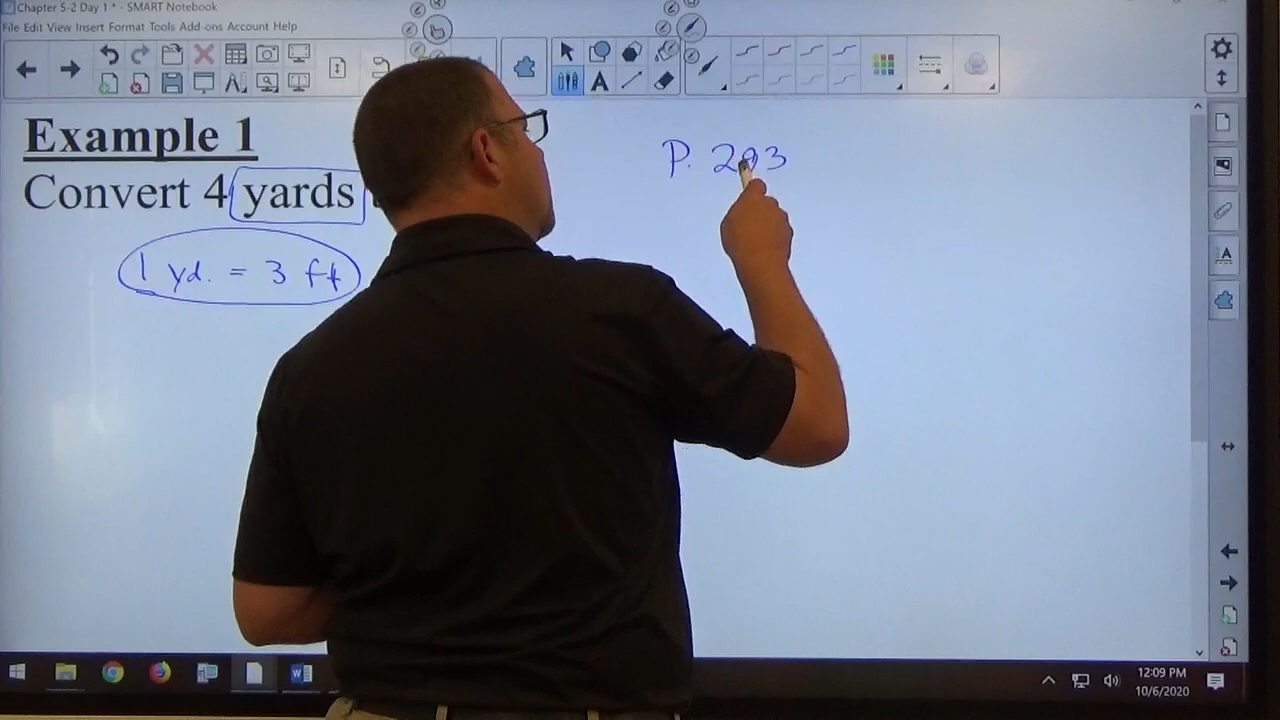 Chapter 5-2 Day 1 * - SMART Notebook
File Edit View Insert Format Tools Add-ons Account Help
Example 1
P. 293
Convert 4 yards
1 yd. = 3 ft
12:09 PM
10/6/2020